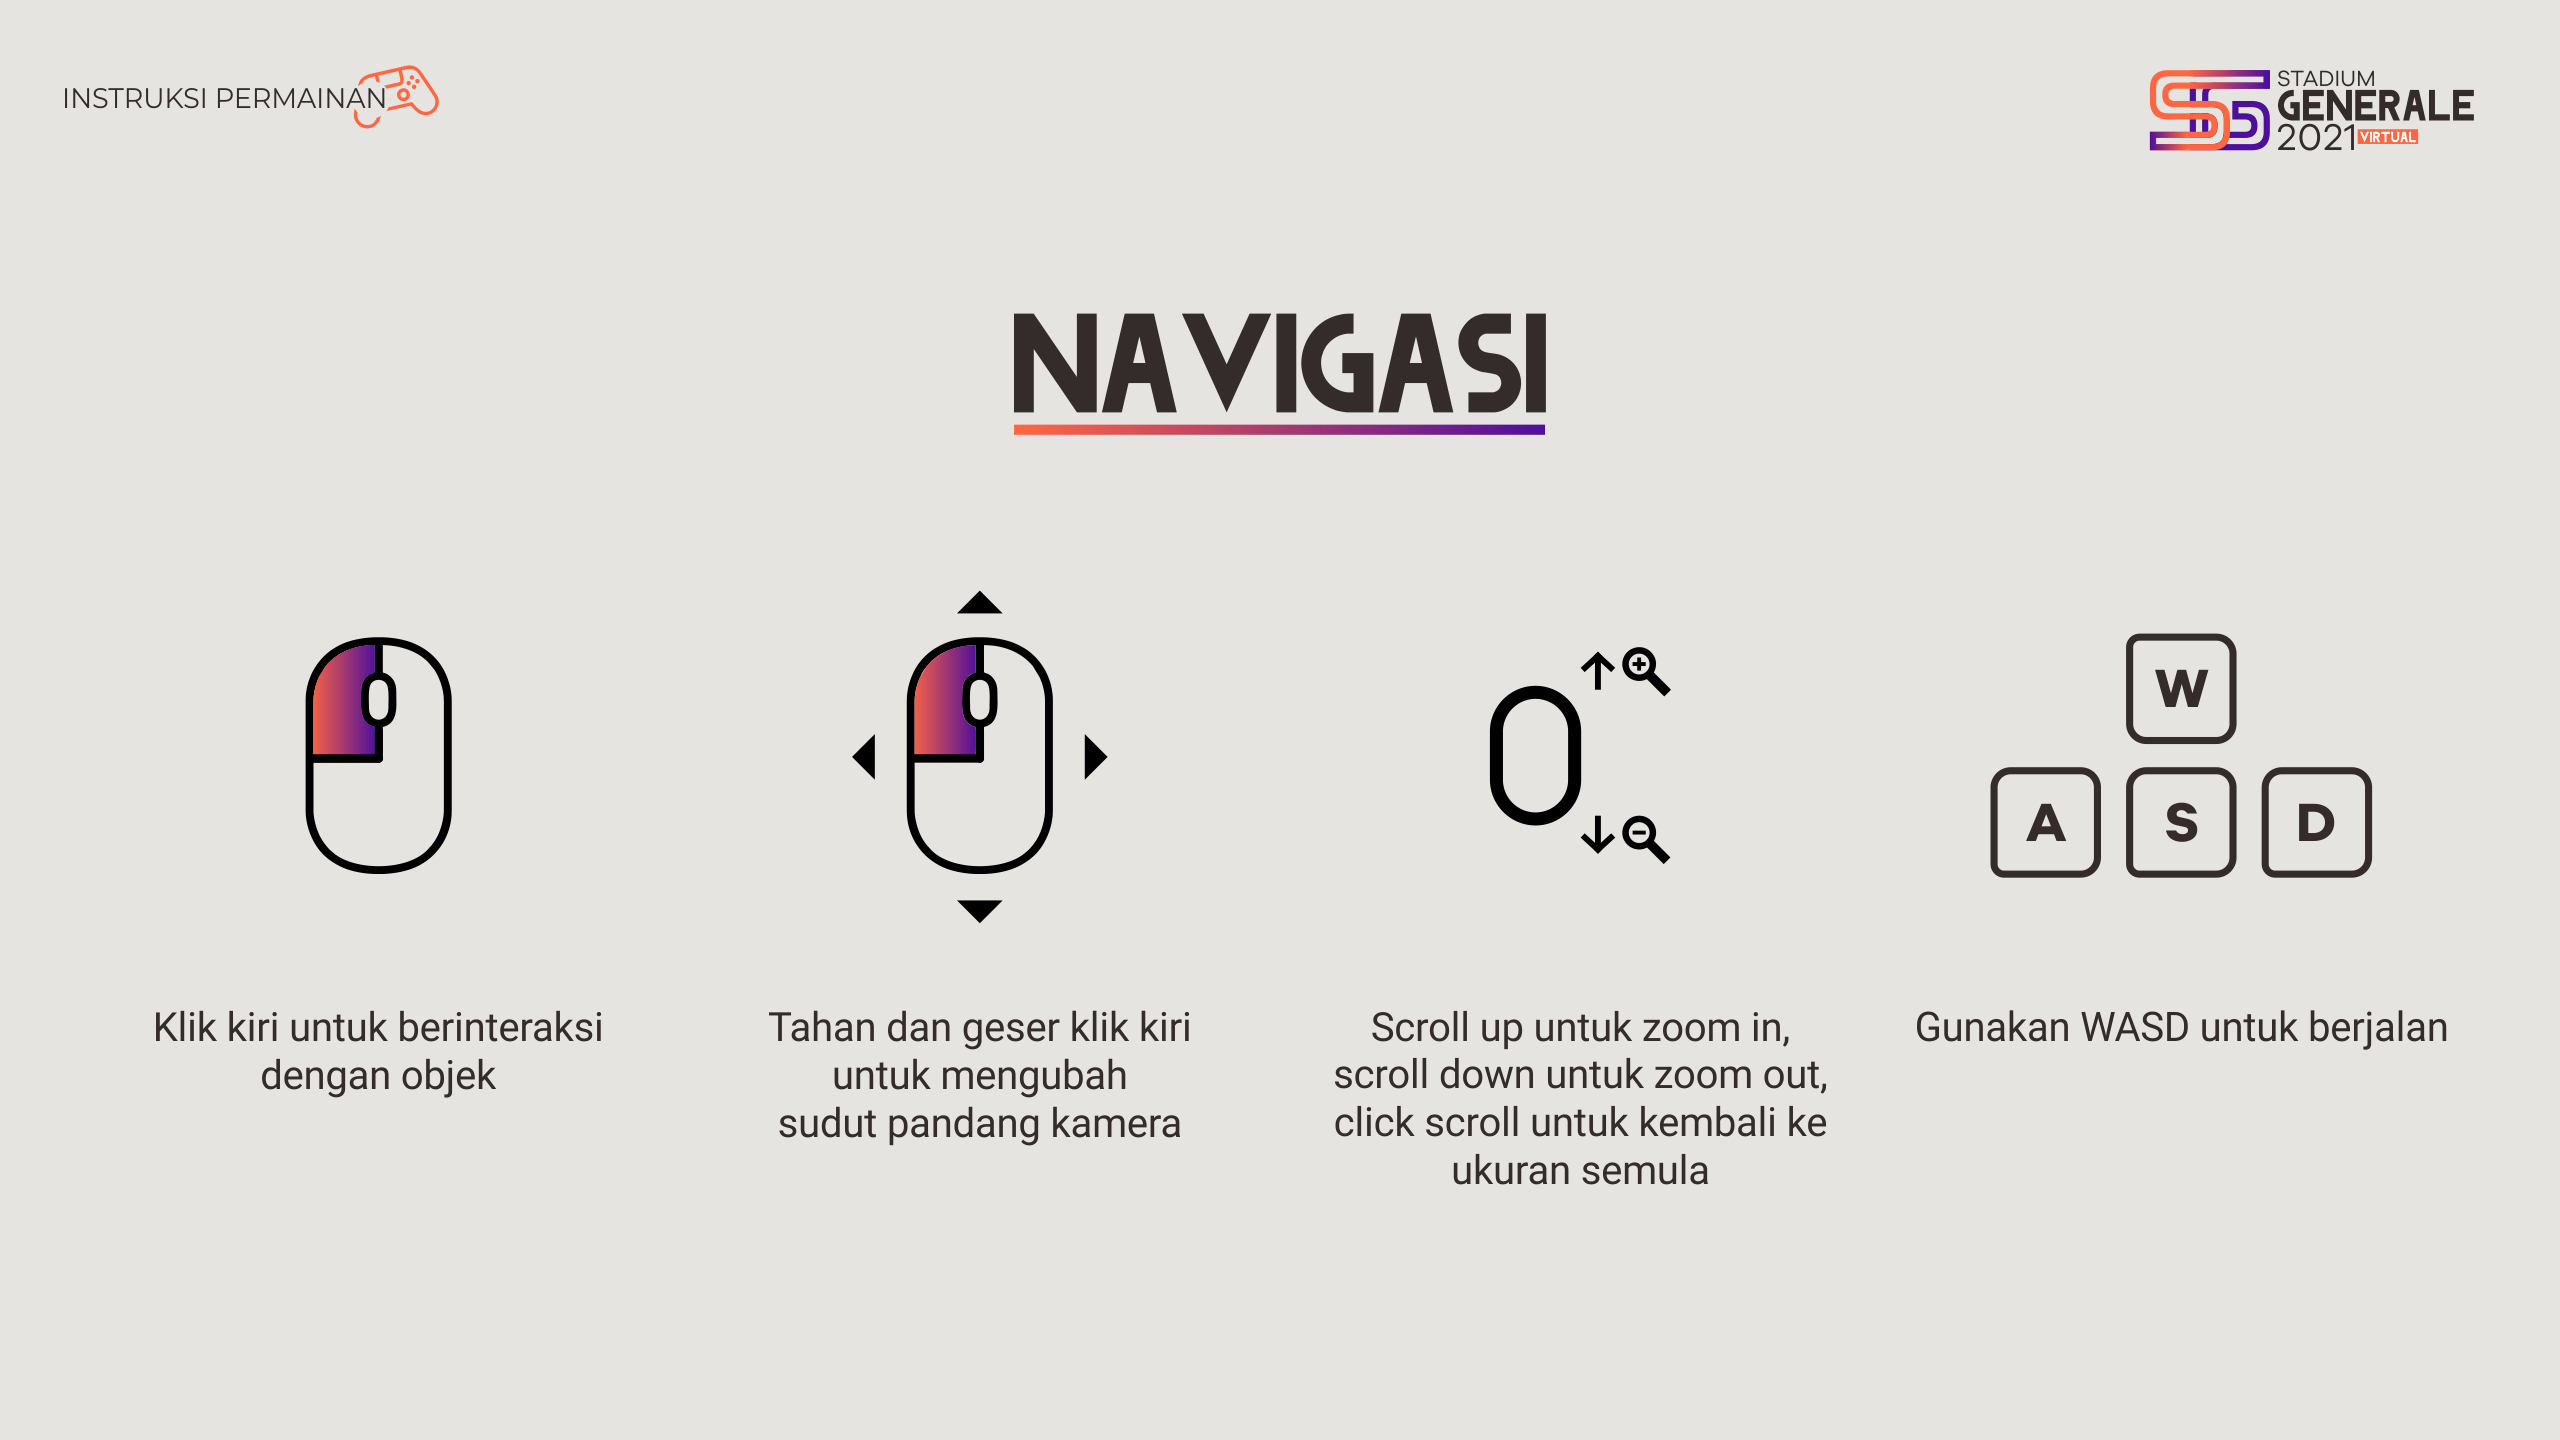 INSTRUKSI PERMAINAN
STADIUM
GENERALE
2021 VIRTUAL
NAVIGASI
W
A S D
Klik kiri untuk berinteraksi
dengan objek
Tahan dan geser klik kiri
untuk mengubah
sudut pandang kamera
Scroll up untuk zoom in,
scroll down untuk zoom out,
click scroll untuk kembali ke
ukuran semula
Gunakan WASD untuk berjalan